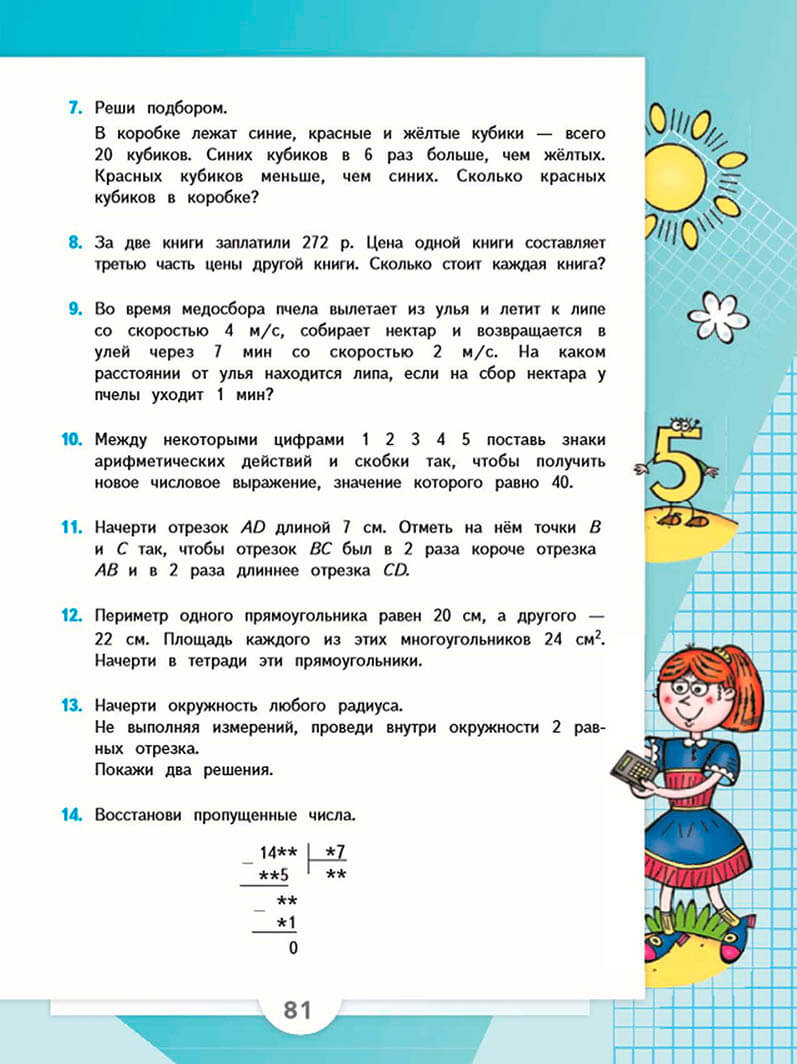 7. Реши подбором.
В коробке лежат синие, красные и жёлтые кубики — всего
20 кубиков. Синих кубиков в 6 раз больше, чем жёлтых.
Красных кубиков меньше, чем синих. Сколько красных
кубиков в коробке?
8. За две книги заплатили 272 р. Цена одной книги составляет
третью часть цены другой книги. Сколько стоит каждая книга?
9. Во время медосбора пчела вылетает из улья и летит к липе
со скоростью 4 м/с, собирает нектар и возвращается в
улей через 7 мин со скоростью 2 м/с. На каком
расстоянии от улья находится липа, если на сбор нектара у
пчелы уходит 1 мин?
10. Между некоторыми цифрами 1 2 3 4 5 поставь знаки
арифметических действий и скобки так, чтобы получить
новое числовое выражение, значение которого равно 40.
11. Начерти отрезок AD длиной 7 см. Отметь на нём точки B
и C так, чтобы отрезок BC был в 2 раза короче отрезка
AB и в 2 раза длиннее отрезка CD.
12. Периметр одного прямоугольника равен 20 см, а другого —
22 см. Площадь каждого из этих многоугольников 24 см².
Начерти в тетради эти прямоугольники.
13. Начерти окружность любого радиуса.
Не выполняя измерений, проведи внутри окружности 2 рав-
ных отрезка.
Покажи два решения.
14. Восстанови пропущенные числа.
14** *7
– **5 **
– **
*1
0
5
81